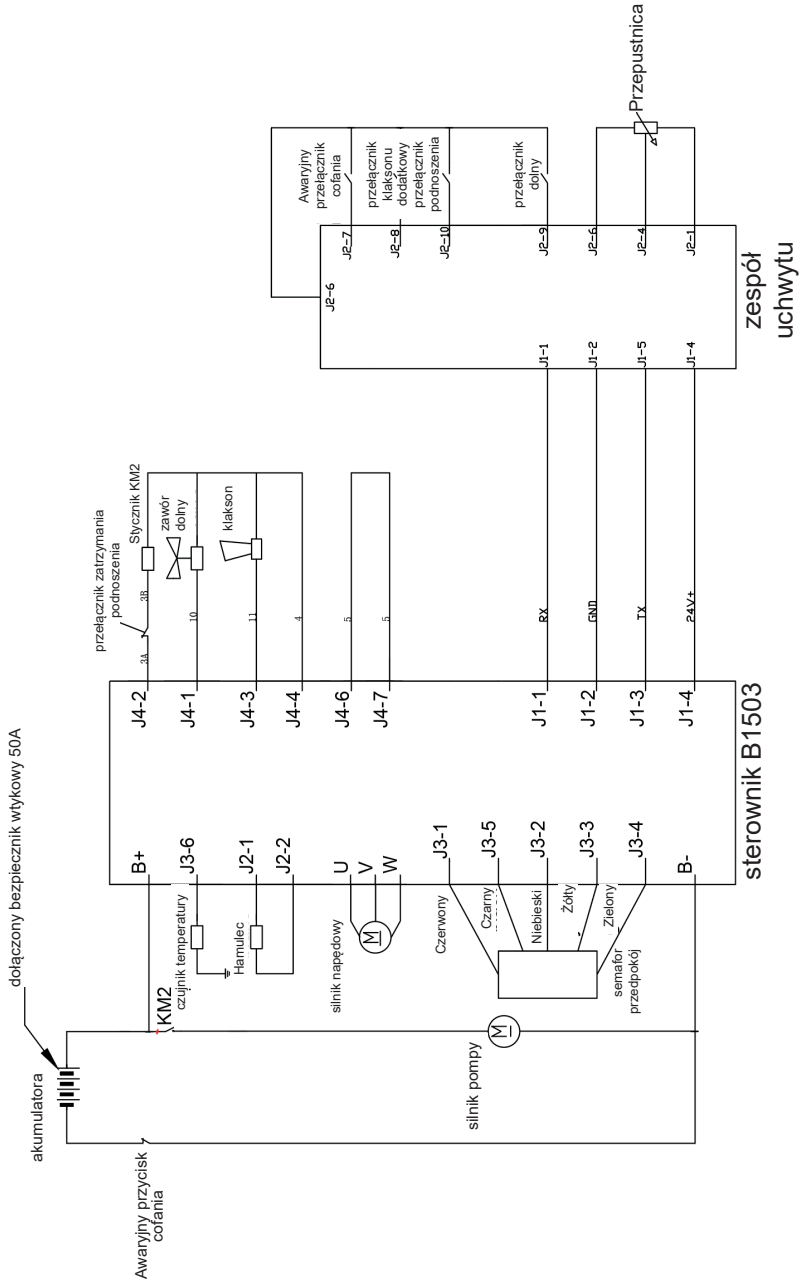 dołączony bezpiecznik wtykowy 50A
akumulatora
Awaryjny przycisk
cofania
KM2
silnik pompy
M
B+
J3-6
czujnik temperatury
J2-1
J2-2
Hamulec
U
V
W
silnik napędowy
M
J3-1
J3-5
J3-2
J3-3
J3-4
Czerwony
Czarny
Niebieski
Żółty
Zielony
semafor
przedpokój
B-
sterownik B1503
J4-2
J4-1
J4-3
J4-4
J4-6
J4-7
J1-1
J1-2
J1-3
J1-4
3A
3B
10
11
4
5
5
przełącznik zatrzymania
podnoszenia
Stycznik KM2
zawór
dolny
klakson
RX
GND
TX
24V+
J1-1
J1-2
J1-5
J1-4
J2-6
J2-7
J2-8
J2-10
J2-9
J2-6
J2-4
J2-1
Awaryjny
przełącznik
cofania
przełącznik
klaksonu
dodatkowy
przełącznik
podnoszenia
przełącznik
dolny
Przepustnica
zespół
uchwytu